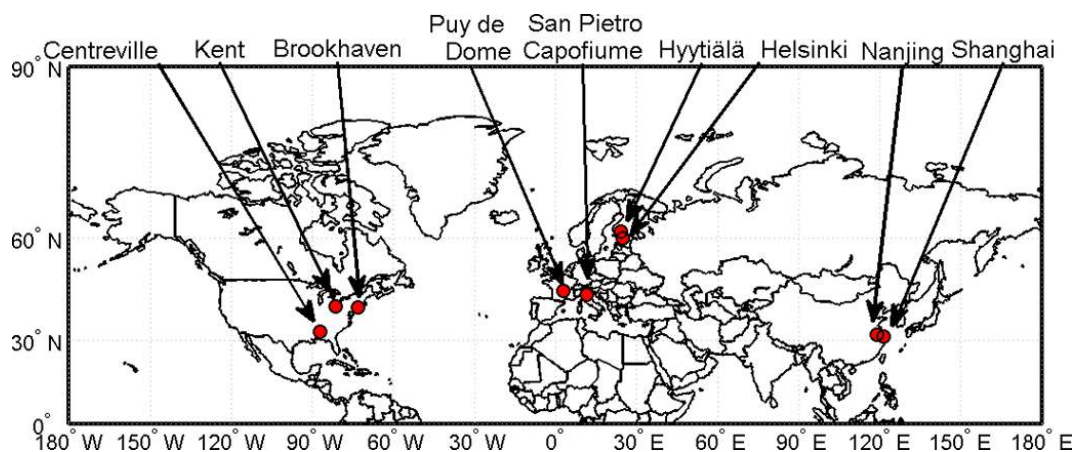 Puy de San Pietro
Centreville Kent Brookhaven Dome Capofiume Hyytiälä Helsinki Nanjing Shanghai
90° N
60° N
30° N
0°
180° W 150° W 120° W 90° W 60° W 30° W 0° 30° E 60° E 90° E 120° E 150° E 180° E